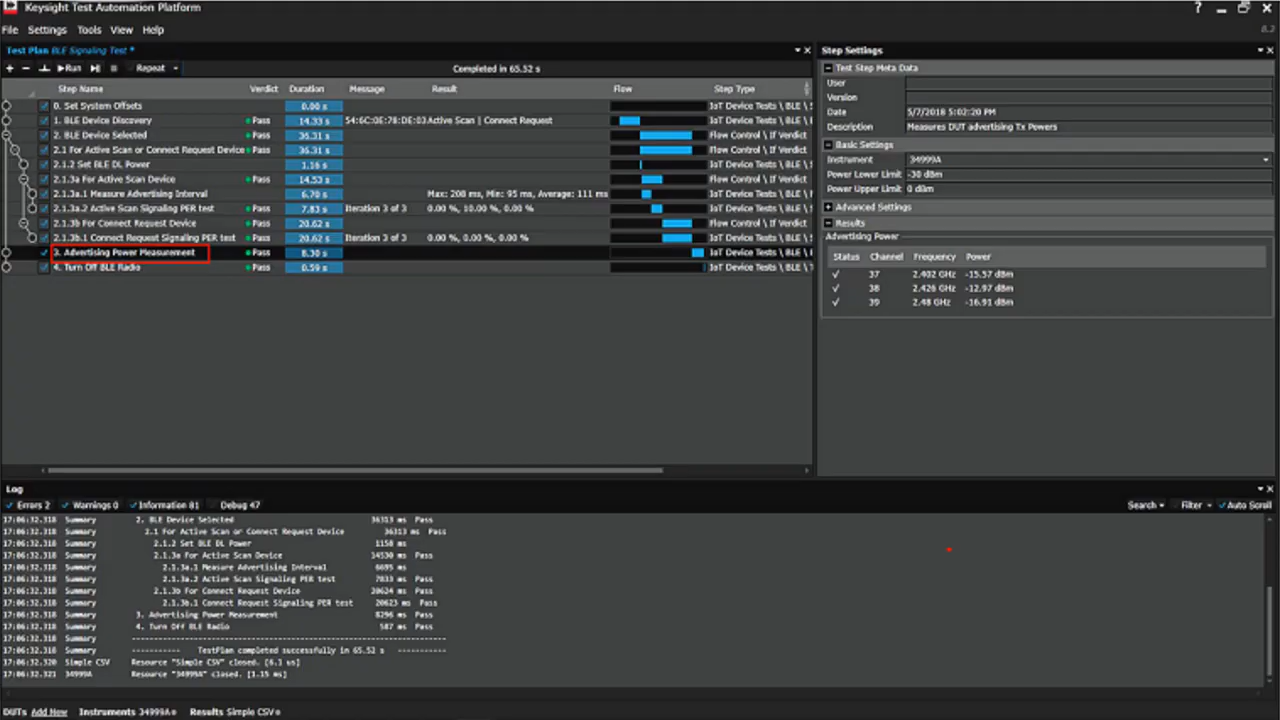 Keysight Test Automation Platform
? 
File Settings Tools View Help
8.2
Test Plan BLE Signaling Test *
Step Settings
+ - Run Repeat Completed in 65.52 s
Step Name Verdict Duration Message Result Flow Step Type
0. Set System Offsets 0.00 s IoT Device Tests \ BLE \
1. BLE Device Discovery Pass 14.33 s 54:6C:0E:78:DE:03 Active Scan | Connect Request IoT Device Tests \ BLE \
2. BLE Device Selected Pass 36.31 s Flow Control \ If Verdict
2.1 For Active Scan or Connect Request Device Pass 36.31 s Flow Control \ If Verdict
2.1.2 Set BLE DL Power 1.16 s IoT Device Tests \ BLE \
2.1.3a For Active Scan Device Pass 14.53 s Flow Control \ If Verdict
2.1.3a.1 Measure Advertising Interval 6.70 s Max: 208 ms, Min: 95 ms, Average: 111 ms IoT Device Tests \ BLE \
2.1.3a.2 Active Scan Signaling PER test Pass 7.83 s Iteration 3 of 3 0.00 %, 10.00 %, 0.00 % IoT Device Tests \ BLE \
2.1.3b For Connect Request Device Pass 20.62 s Flow Control \ If Verdict
2.1.3b.1 Connect Request Signaling PER test Pass 20.62 s Iteration 3 of 3 0.00 %, 0.00 %, 0.00 % IoT Device Tests \ BLE \
3. Advertising Power Measurement Pass 8.30 s IoT Device Tests \ BLE \
4. Turn Off BLE Radio Pass 0.59 s IoT Device Tests \ BLE \
Test Step Meta Data
User
Version
Date 5/7/2018 5:02:20 PM
Description Measures DUT advertising Tx Powers
Basic Settings
Instrument 34999A
Power Lower Limit -30 dBm
Power Upper Limit 0 dBm
Advanced Settings
Results
Advertising Power
Status Channel Frequency Power
✓ 37 2.402 GHz -15.57 dBm
✓ 38 2.426 GHz -12.97 dBm
✓ 39 2.48 GHz -16.91 dBm
Log
Errors 2 Warnings 0 Information 81 Debug 47 Search Filter Auto Scroll
17:06:32.318 Summary 2. BLE Device Selected 36313 ms Pass
17:06:32.318 Summary 2.1 For Active Scan or Connect Request Device 36313 ms Pass
17:06:32.318 Summary 2.1.2 Set BLE DL Power 1158 ms
17:06:32.318 Summary 2.1.3a For Active Scan Device 14530 ms Pass
17:06:32.318 Summary 2.1.3a.1 Measure Advertising Interval 6695 ms
17:06:32.318 Summary 2.1.3a.2 Active Scan Signaling PER test 7833 ms Pass
17:06:32.318 Summary 2.1.3b For Connect Request Device 20624 ms Pass
17:06:32.318 Summary 2.1.3b.1 Connect Request Signaling PER test 20623 ms Pass
17:06:32.318 Summary 3. Advertising Power Measurement 8296 ms Pass
17:06:32.318 Summary 4. Turn Off BLE Radio 587 ms Pass
17:06:32.318 Summary ------------------------------------------------------------
17:06:32.318 Summary ----------- TestPlan completed successfully in 65.52 s -----------
17:06:32.320 Simple CSV Resource "Simple CSV" closed. [6.1 us]
17:06:32.321 34999A Resource "34999A" closed. [1.15 ms]
DUTs Add New Instruments 34999A Results Simple CSV